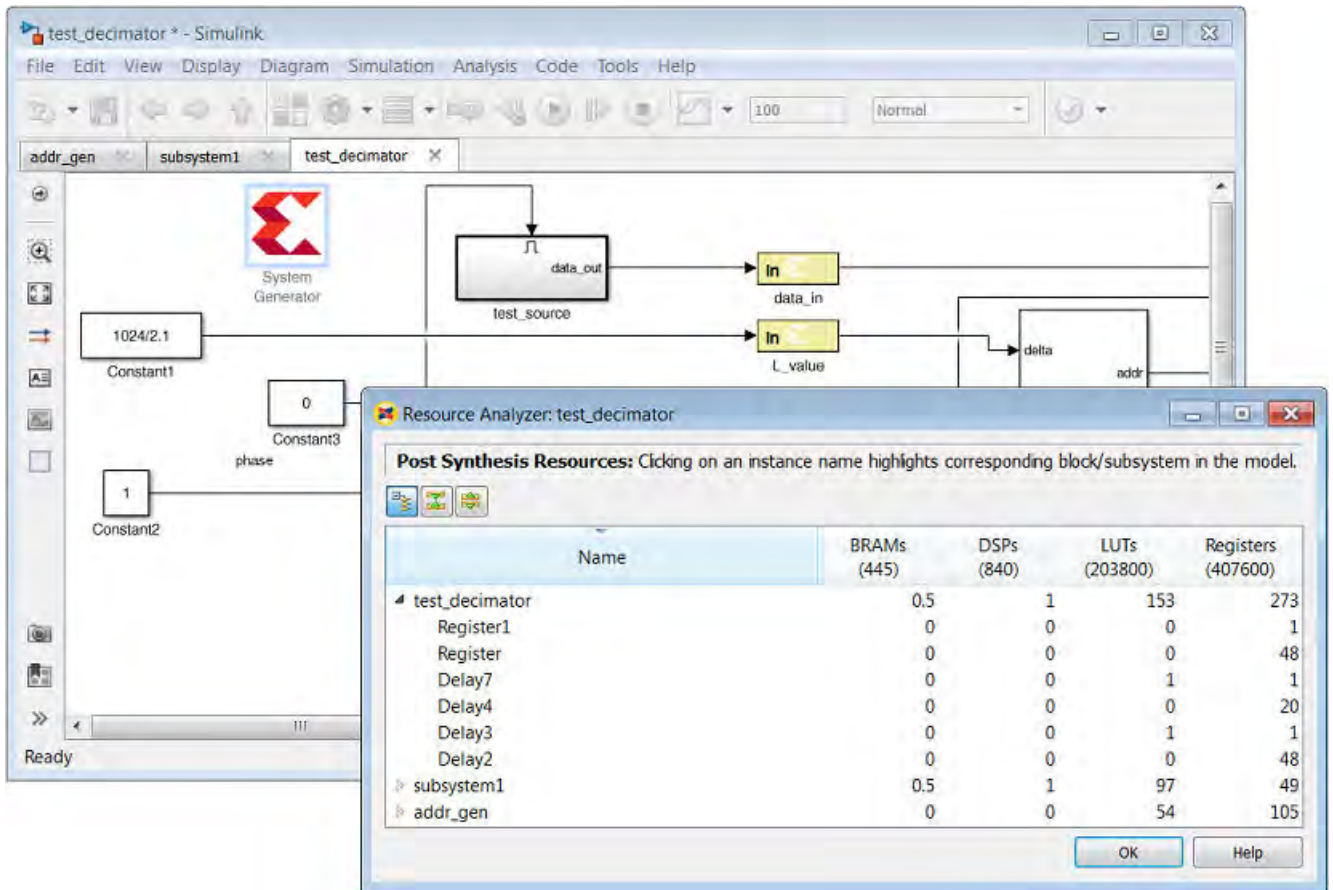 test_decimator * - Simulink
File Edit View Display Diagram Simulation Analysis Code Tools Help
100 Normal
addr_gen subsystem1 test_decimator
System
Generator
data_out
test_source
In
data_in
1024/2.1
Constant1
In
L_value
delta
addr
0
Constant3
phase
1
Constant2
Ready
Resource Analyzer: test_decimator
Post Synthesis Resources: Clicking on an instance name highlights corresponding block/subsystem in the model.
Name BRAMs (445) DSPs (840) LUTs (203800) Registers (407600)
test_decimator 0.5 1 153 273
Register1 0 0 0 1
Register 0 0 0 48
Delay7 0 0 1 1
Delay4 0 0 0 20
Delay3 0 0 1 1
Delay2 0 0 0 48
subsystem1 0.5 1 97 49
addr_gen 0 0 54 105
OK Help